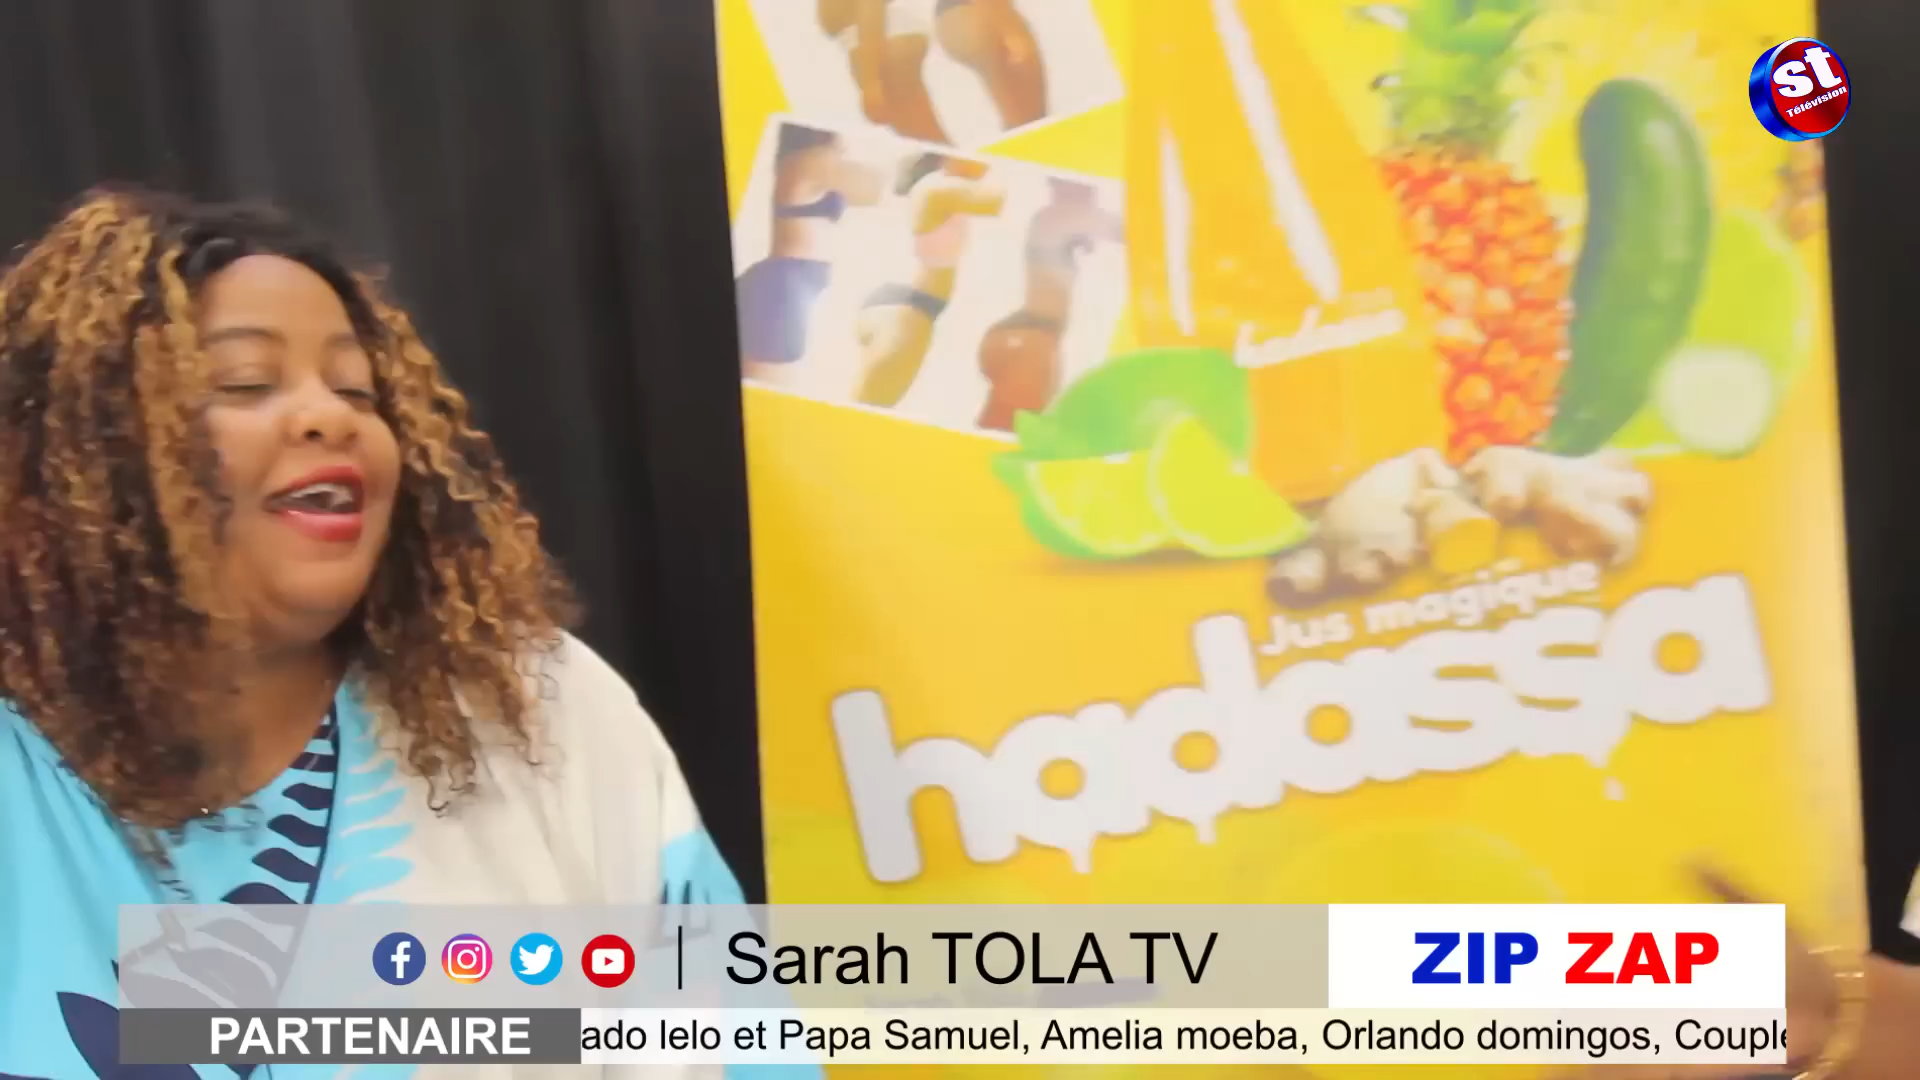 st
Télévision
hadassa
Jus magique
hadassa
Sarah TOLA TV
ZIP ZAP
PARTENAIRE
ado lelo et Papa Samuel, Amelia moeba, Orlando domingos, Couple